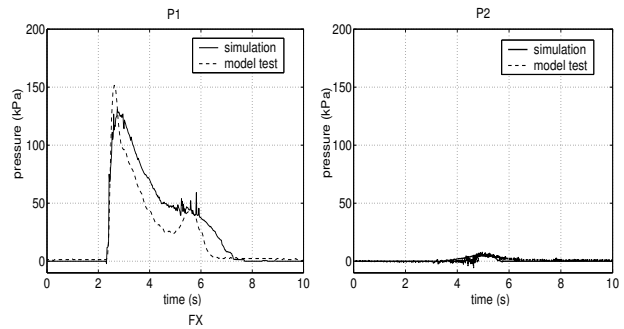 P1
200
150
100
50
0
pressure (kPa)
simulation
model test
0 2 4 6 8 10
time (s)
FX
P2
200
150
100
50
0
pressure (kPa)
simulation
model test
0 2 4 6 8 10
time (s)